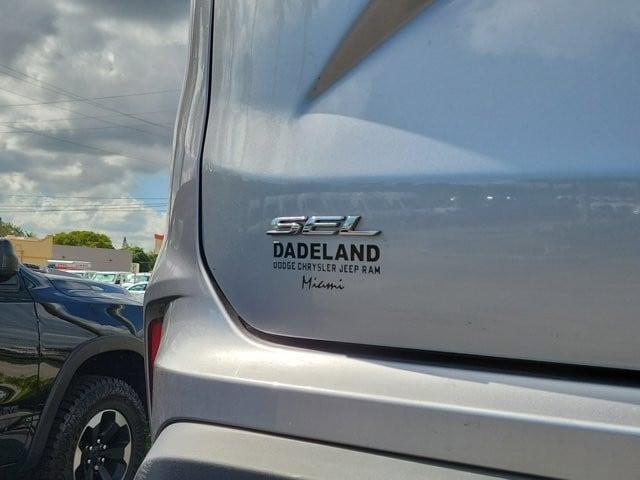 SEL
DADELAND
DODGE CHRYSLER JEEP RAM
Miami